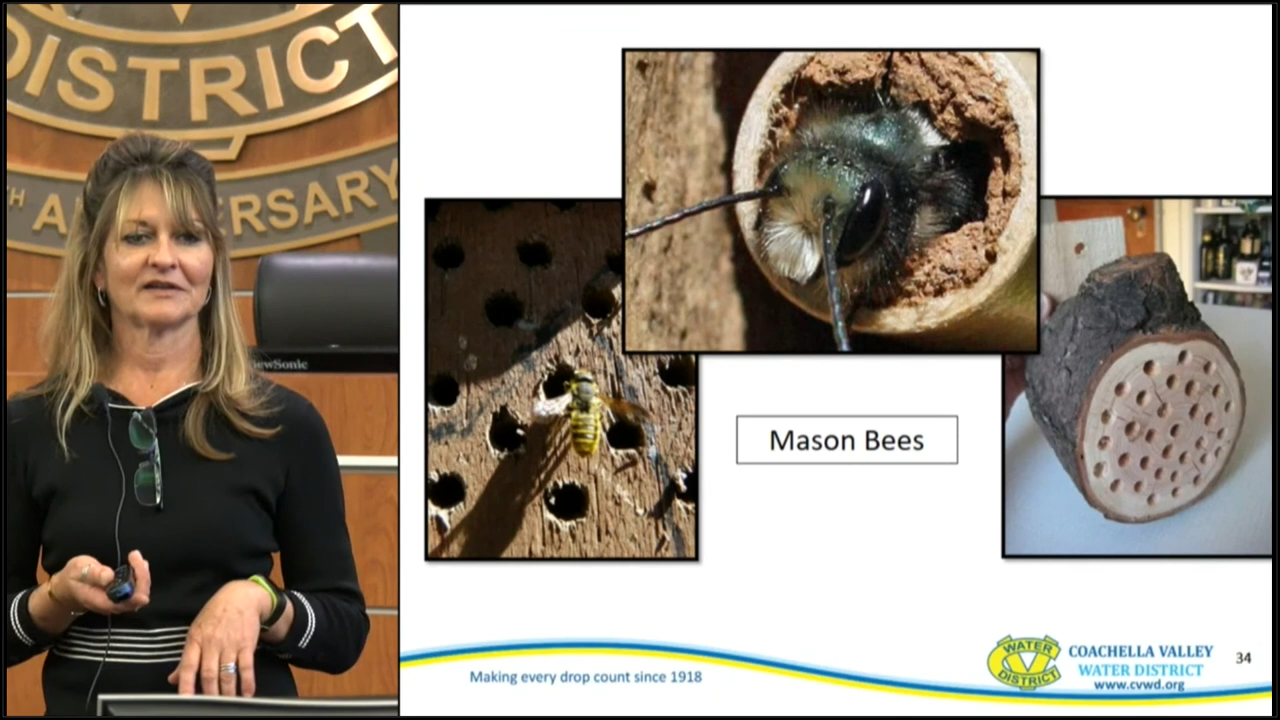 DISTRICT
TH ANNIVERSARY
ViewSonic
Mason Bees
Making every drop count since 1918
WATER
DISTRICT
COACHELLA VALLEY
WATER DISTRICT
www.cvwd.org
34